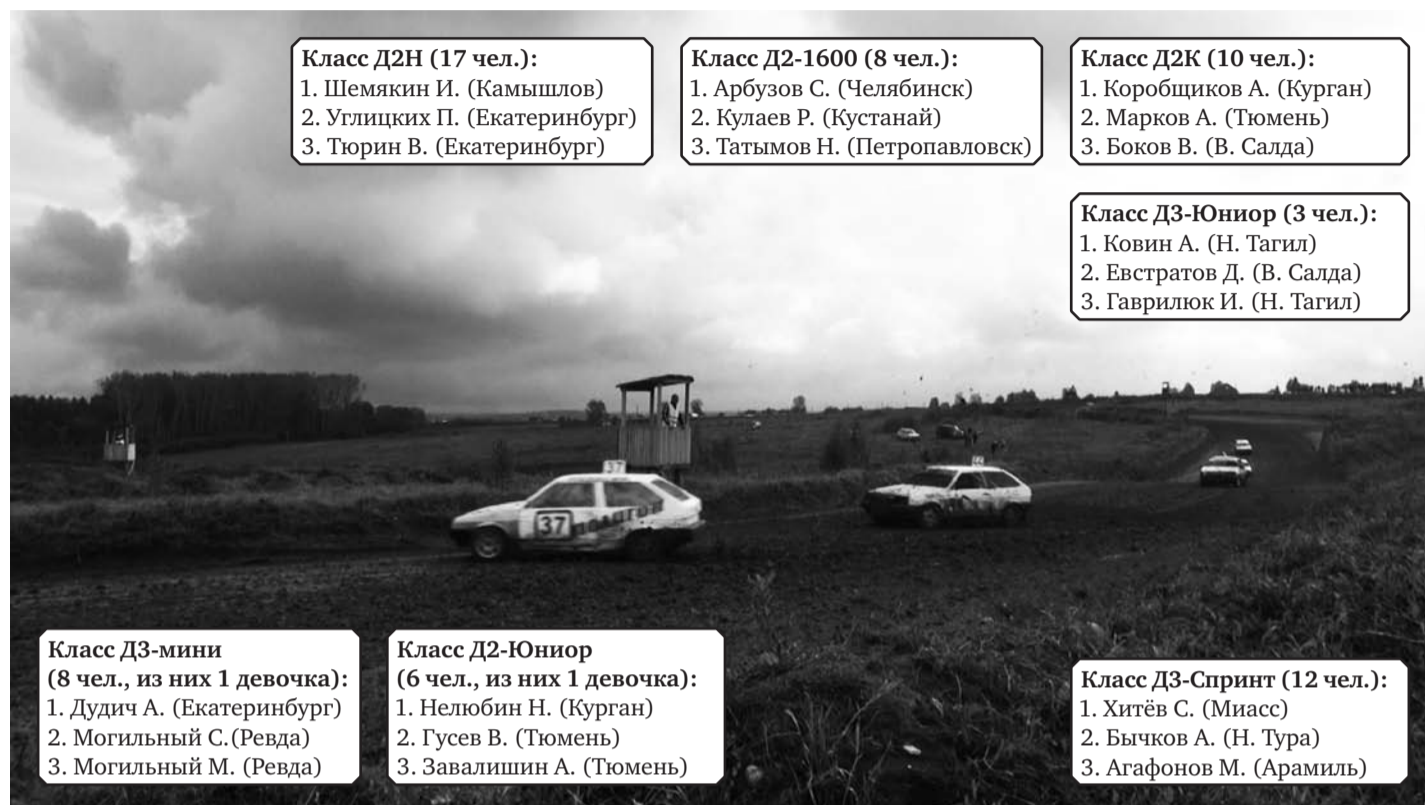 Класс Д2Н (17 чел.):
1. Шемякин И. (Камышлов)
2. Углицких П. (Екатеринбург)
3. Тюрин В. (Екатеринбург)
Класс Д2-1600 (8 чел.):
1. Арбузов С. (Челябинск)
2. Кулаев Р. (Кустанай)
3. Татымов Н. (Петропавловск)
Класс Д2К (10 чел.):
1. Коробщиков А. (Курган)
2. Марков А. (Тюмень)
3. Боков В. (В. Салда)
Класс Д3-Юниор (3 чел.):
1. Ковин А. (Н. Тагил)
2. Евстратов Д. (В. Салда)
3. Гаврилюк И. (Н. Тагил)
37
37
Класс Д3-мини
(8 чел., из них 1 девочка):
1. Дудич А. (Екатеринбург)
2. Могильный С.(Ревда)
3. Могильный М. (Ревда)
Класс Д2-Юниор
(6 чел., из них 1 девочка):
1. Нелюбин Н. (Курган)
2. Гусев В. (Тюмень)
3. Завалишин А. (Тюмень)
Класс Д3-Спринт (12 чел.):
1. Хитёв С. (Миасс)
2. Бычков А. (Н. Тура)
3. Агафонов М. (Арамиль)